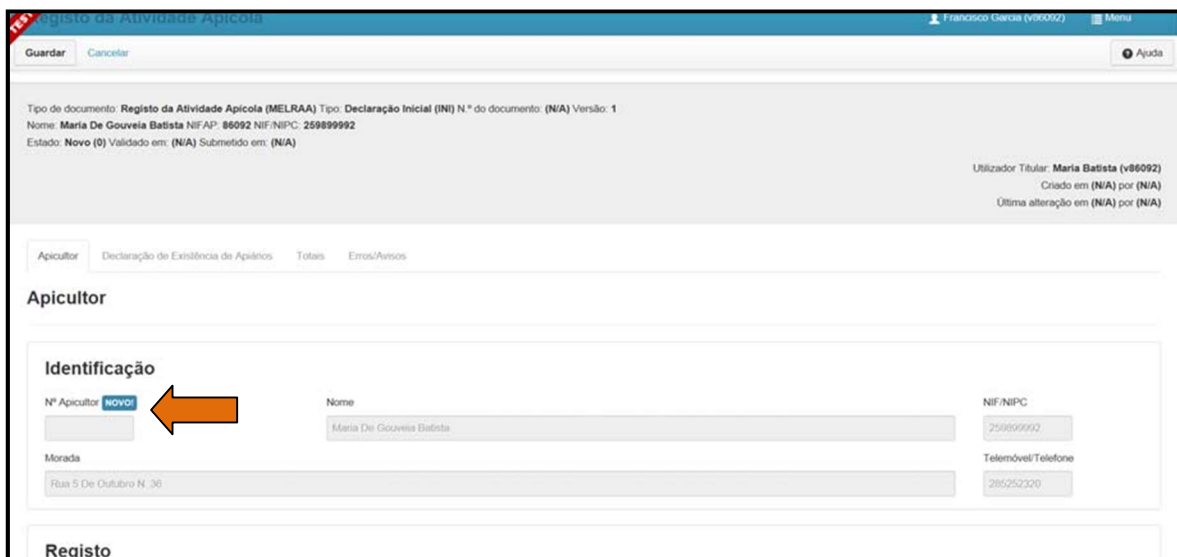 TEST
Registo da Atividade Apícola
Francisco Garcia (v86092) Menu
Guardar Cancelar Ajuda
Tipo de documento: Registo da Atividade Apícola (MELRAA) Tipo: Declaração Inicial (INI) N.º do documento: (N/A) Versão: 1
Nome: Maria De Gouveia Batista NIFAP: 86092 NIF/NIPC: 259899992
Estado: Novo (0) Validado em: (N/A) Submetido em: (N/A)
Utilizador Titular: Maria Batista (v86092)
Criado em (N/A) por (N/A)
Última alteração em (N/A) por (N/A)
Apicultor Declaração de Existência de Apiários Totais Erros/Avisos
Apicultor
Identificação
Nº Apicultor NOVO! Nome NIF/NIPC
Maria De Gouveia Batista 259899992
Morada Telemóvel/Telefone
Rua 5 De Outubro N. 36 285252320
Registo